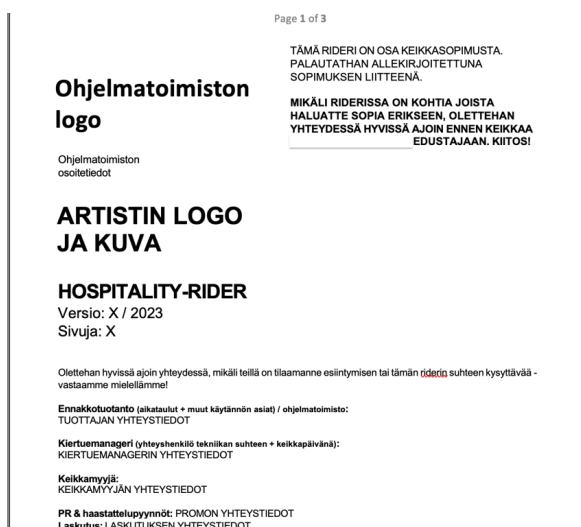 Page 1 of 3
TÄMÄ RIDERI ON OSA KEIKKASOPIMUSTA.
PALAUTATHAN ALLEKIRJOITETTUNA
SOPIMUKSEN LIITTEENÄ.
MIKÄLI RIDERISSA ON KOHTIA JOISTA
HALUATTE SOPIA ERIKSEEN, OLETTEHAN
YHTEYDESSÄ HYVISSÄ AJOIN ENNEN KEIKKAA
EDUSTAJAAN. KIITOS!
Ohjelmatoimiston
logo
Ohjelmatoimiston
osoitetiedot
ARTISTIN LOGO
JA KUVA
HOSPITALITY-RIDER
Versio: X / 2023
Sivuja: X
Olettehan hyvissä ajoin yhteydessä, mikäli teillä on tilaamanne esiintymisen tai tämän riderin suhteen kysyttävää -
vastaamme mielellämme!
Ennakkotuotanto (aikataulut + muut käytännön asiat) / ohjelmatoimisto:
TUOTTAJAN YHTEYSTIEDOT
Kiertuemanageri (yhteyshenkilö tekniikan suhteen + keikkapäivänä):
KIERTUEMANAGERIN YHTEYSTIEDOT
Keikkamyyjä:
KEIKKAMYYJÄN YHTEYSTIEDOT
PR & haastattelupyynnöt: PROMON YHTEYSTIEDOT
Laskutus: LASKUTUKSEN YHTEYSTIEDOT